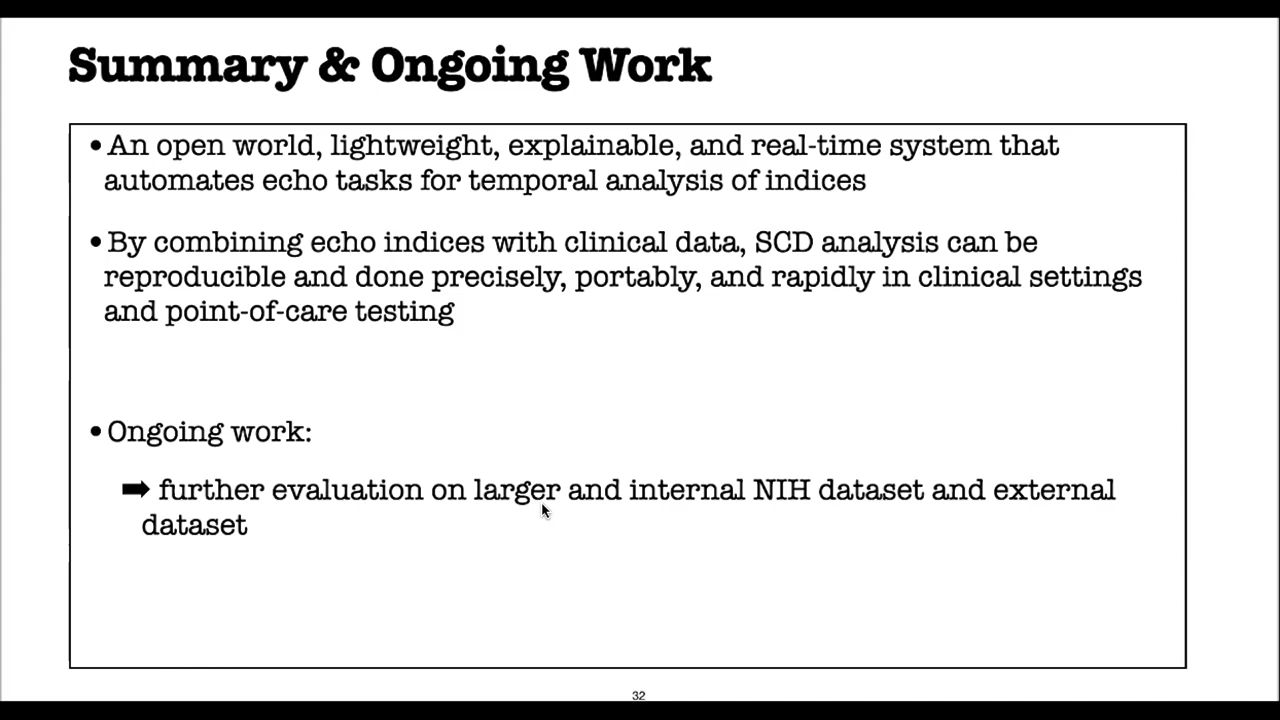 Summary & Ongoing Work
•An open world, lightweight, explainable, and real-time system that
automates echo tasks for temporal analysis of indices
•By combining echo indices with clinical data, SCD analysis can be
reproducible and done precisely, portably, and rapidly in clinical settings
and point-of-care testing
•Ongoing work:
➡ further evaluation on larger and internal NIH dataset and external
dataset
32